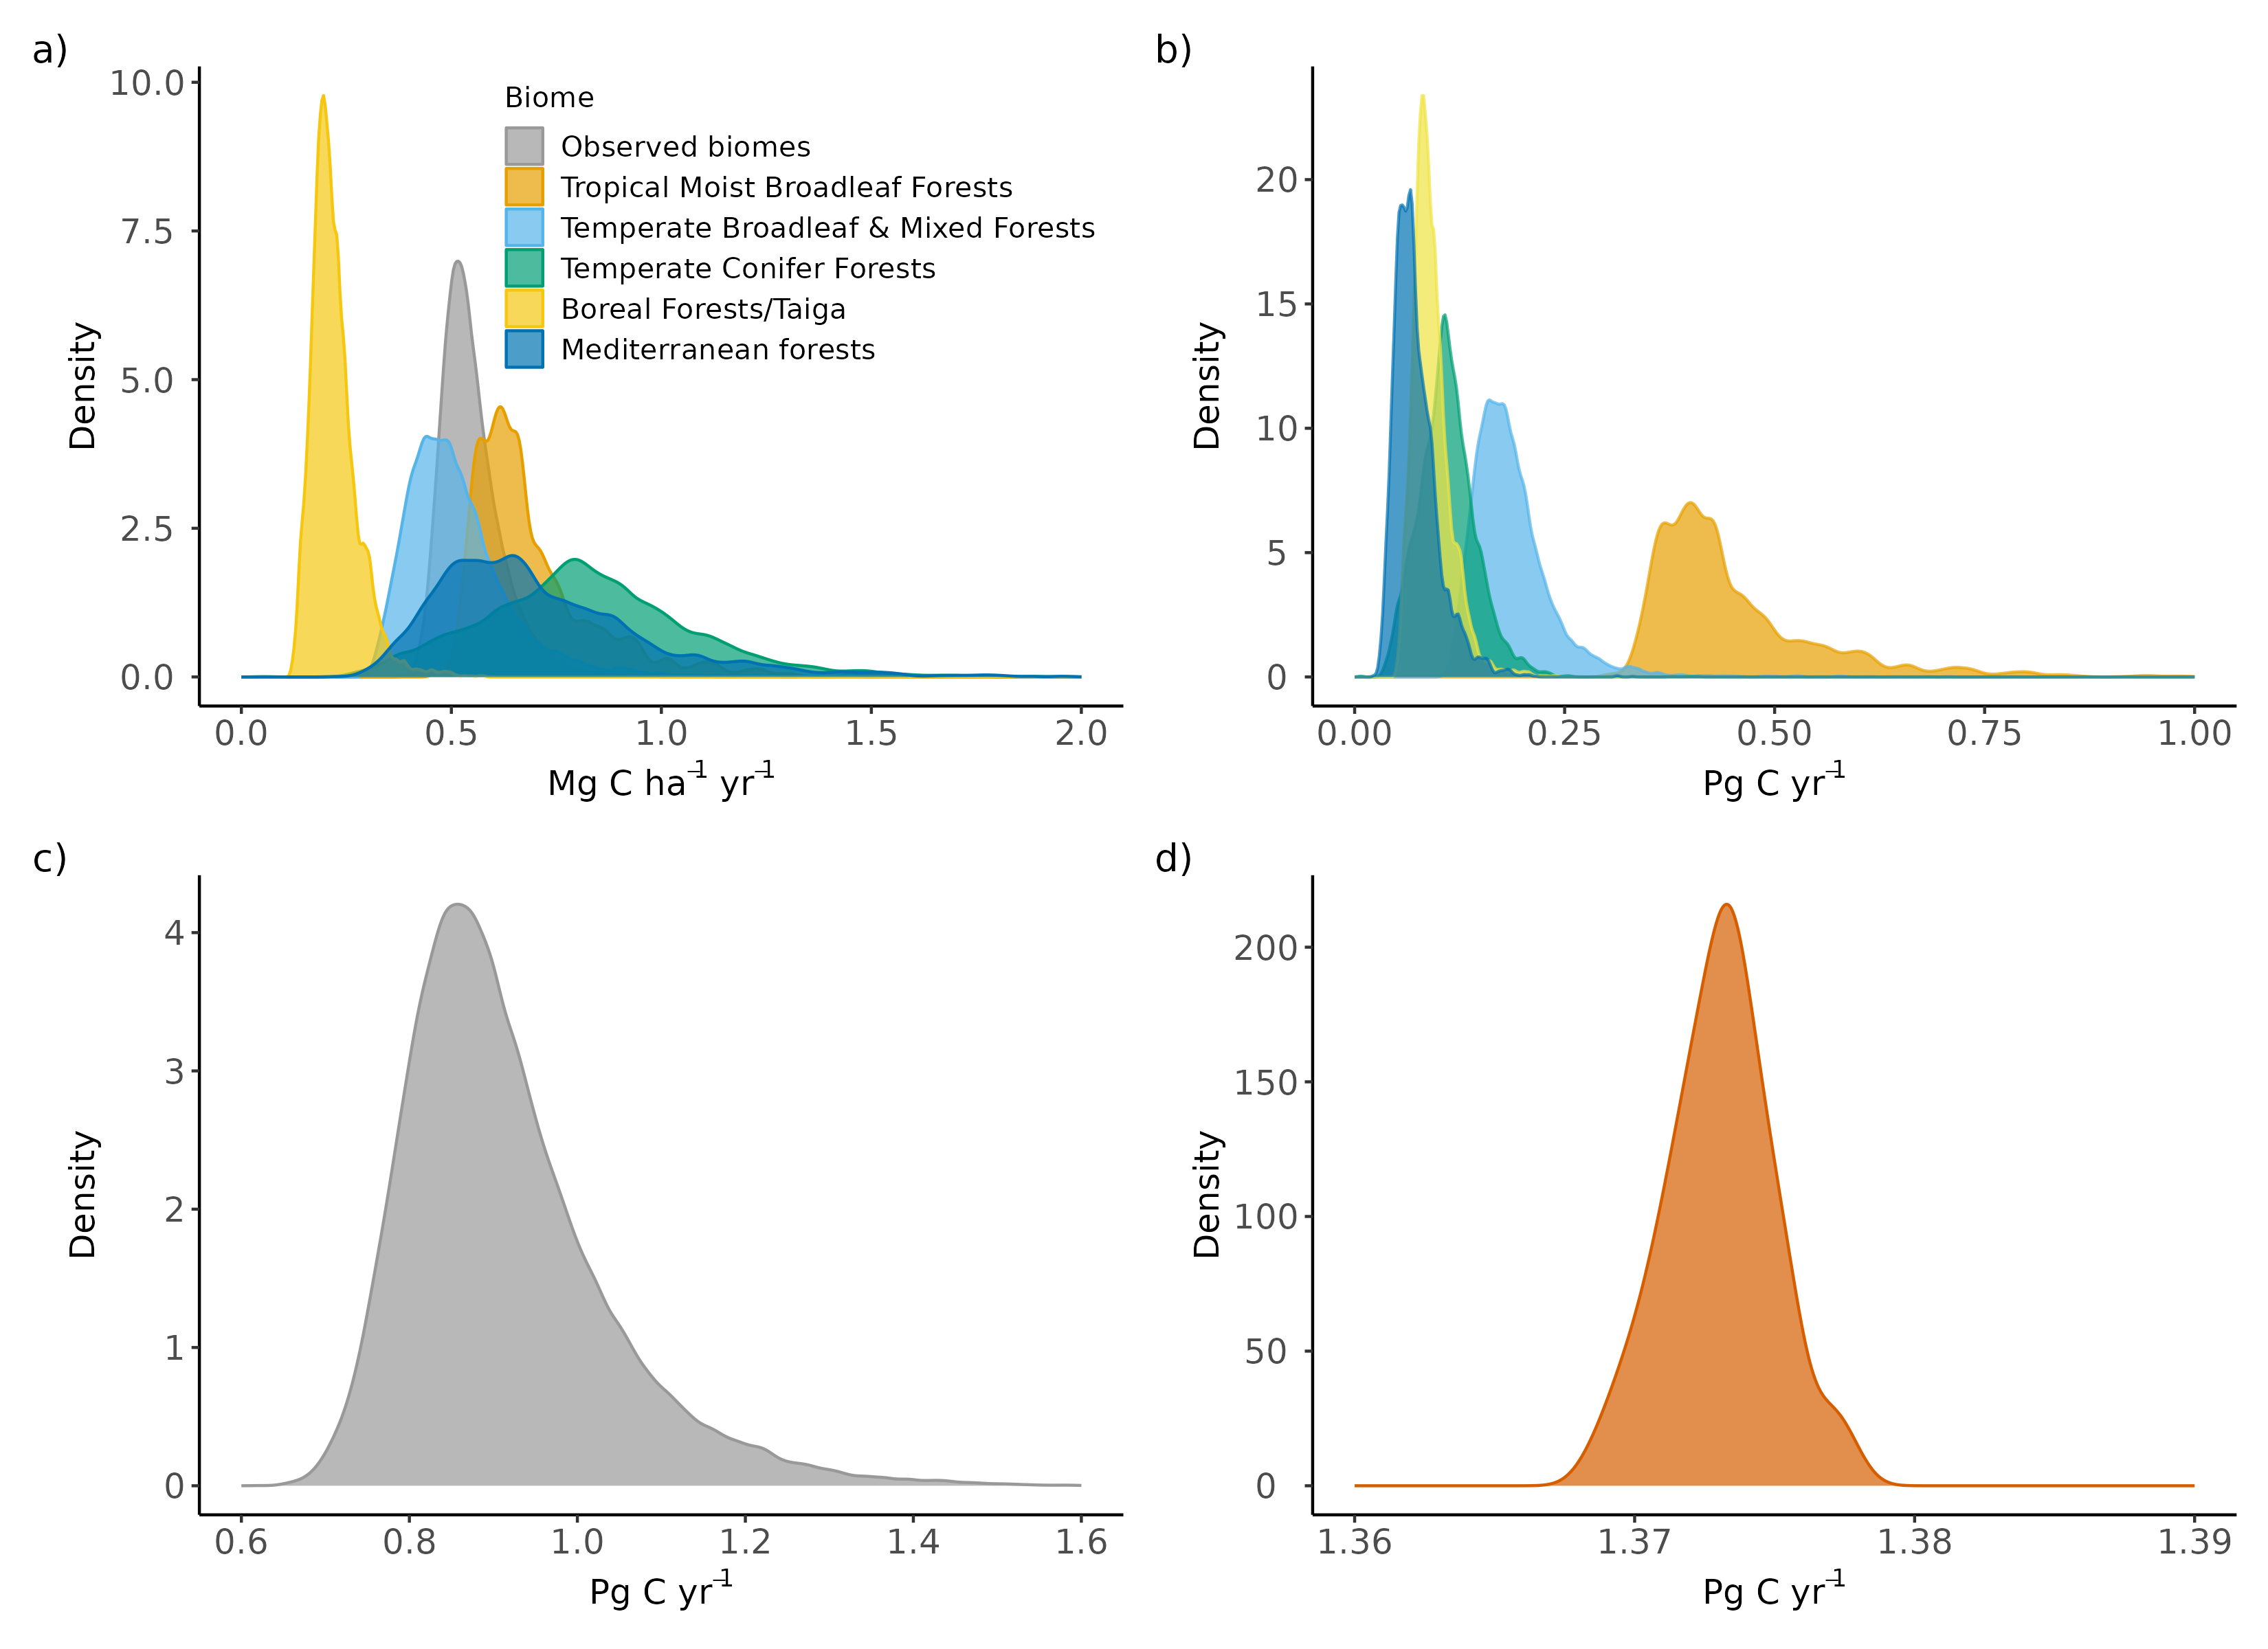 a)
10.0
7.5
5.0
2.5
0.0
Density
Biome
Observed biomes
Tropical Moist Broadleaf Forests
Temperate Broadleaf & Mixed Forests
Temperate Conifer Forests
Boreal Forests/Taiga
Mediterranean forests
0.0 0.5 1.0 1.5 2.0
Mg C ha⁻¹ yr⁻¹
b)
20
15
10
5
0
Density
0.00 0.25 0.50 0.75 1.00
Pg C yr⁻¹
c)
4
3
2
1
0
Density
0.6 0.8 1.0 1.2 1.4 1.6
Pg C yr⁻¹
d)
200
150
100
50
0
Density
1.36 1.37 1.38 1.39
Pg C yr⁻¹